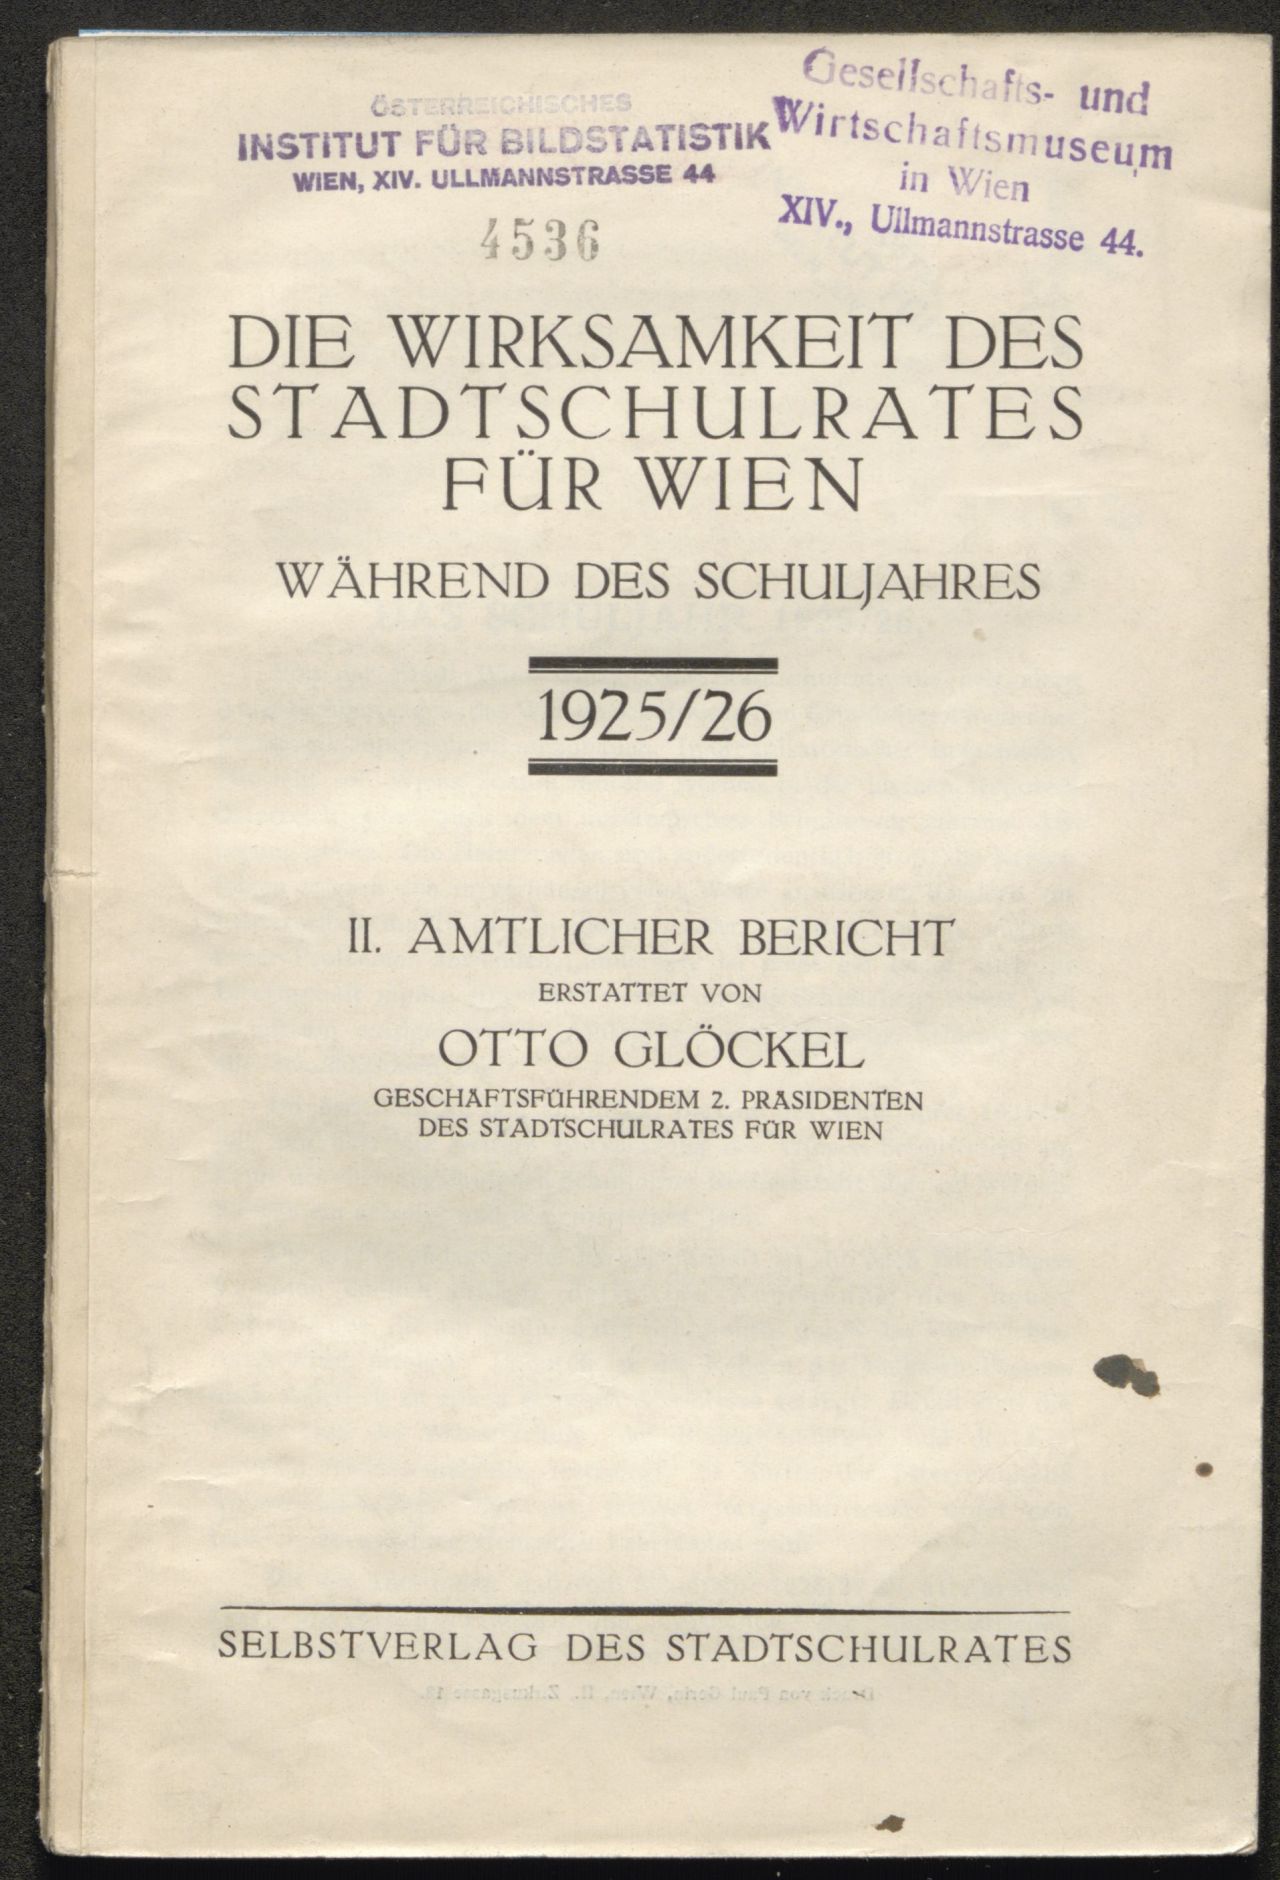 ÖSTERREICHISCHES
INSTITUT FÜR BILDSTATISTIK
WIEN, XIV. ULLMANNSTRASSE 44
4536
Gesellschafts- und
Wirtschaftsmuseum
in Wien
XIV., Ullmannstrasse 44.
DIE WIRKSAMKEIT DES
STADTSCHULRATES
FÜR WIEN
WÄHREND DES SCHULJAHRES
1925/26
II. AMTLICHER BERICHT
ERSTATTET VON
OTTO GLÖCKEL
GESCHÄFTSFÜHRENDEM 2. PRÄSIDENTEN
DES STADTSCHULRATES FÜR WIEN
SELBSTVERLAG DES STADTSCHULRATES